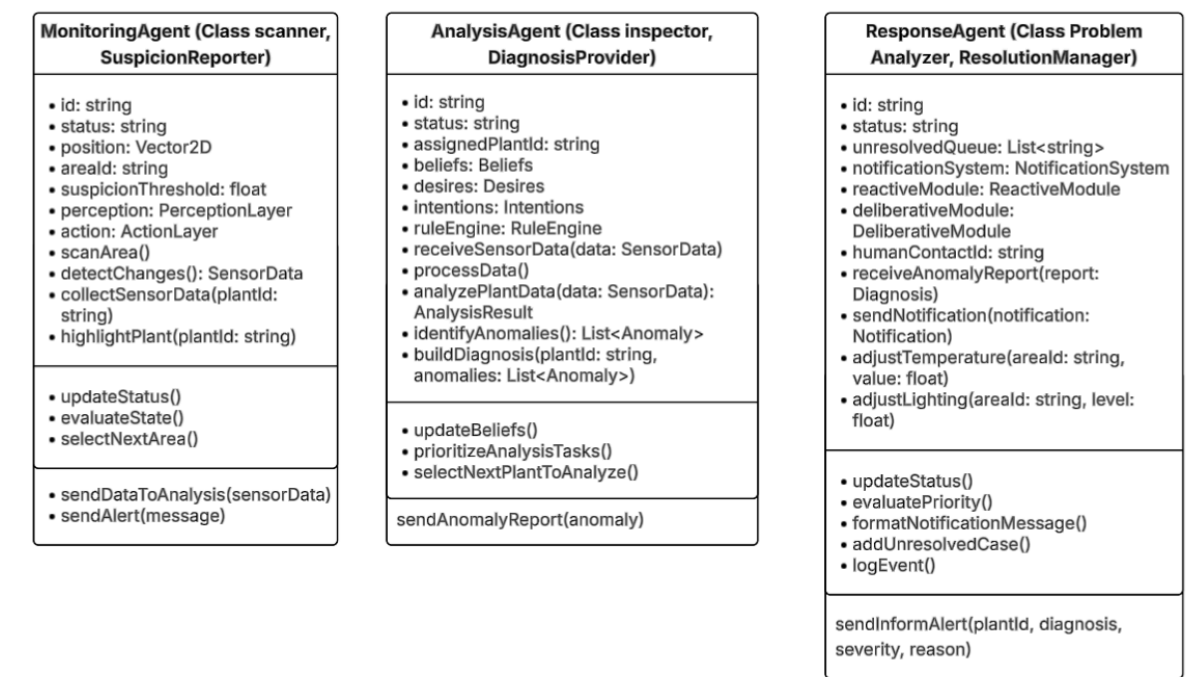 MonitoringAgent (Class scanner,
SuspicionReporter)
• id: string
• status: string
• position: Vector2D
• areaId: string
• suspicionThreshold: float
• perception: PerceptionLayer
• action: ActionLayer
• scanArea()
• detectChanges(): SensorData
• collectSensorData(plantId:
string)
• highlightPlant(plantId: string)
• updateStatus()
• evaluateState()
• selectNextArea()
• sendDataToAnalysis(sensorData)
• sendAlert(message)
AnalysisAgent (Class inspector,
DiagnosisProvider)
• id: string
• status: string
• assignedPlantId: string
• beliefs: Beliefs
• desires: Desires
• intentions: Intentions
• ruleEngine: RuleEngine
• receiveSensorData(data: SensorData)
• processData()
• analyzePlantData(data: SensorData):
AnalysisResult
• identifyAnomalies(): List<Anomaly>
• buildDiagnosis(plantId: string,
anomalies: List<Anomaly>)
• updateBeliefs()
• prioritizeAnalysisTasks()
• selectNextPlantToAnalyze()
sendAnomalyReport(anomaly)
ResponseAgent (Class Problem
Analyzer, ResolutionManager)
• id: string
• status: string
• unresolvedQueue: List<string>
• notificationSystem: NotificationSystem
• reactiveModule: ReactiveModule
• deliberativeModule:
DeliberativeModule
• humanContactId: string
• receiveAnomalyReport(report:
Diagnosis)
• sendNotification(notification:
Notification)
• adjustTemperature(areaId: string,
value: float)
• adjustLighting(areaId: string, level:
float)
• updateStatus()
• evaluatePriority()
• formatNotificationMessage()
• addUnresolvedCase()
• logEvent()
sendInformAlert(plantId, diagnosis,
severity, reason)